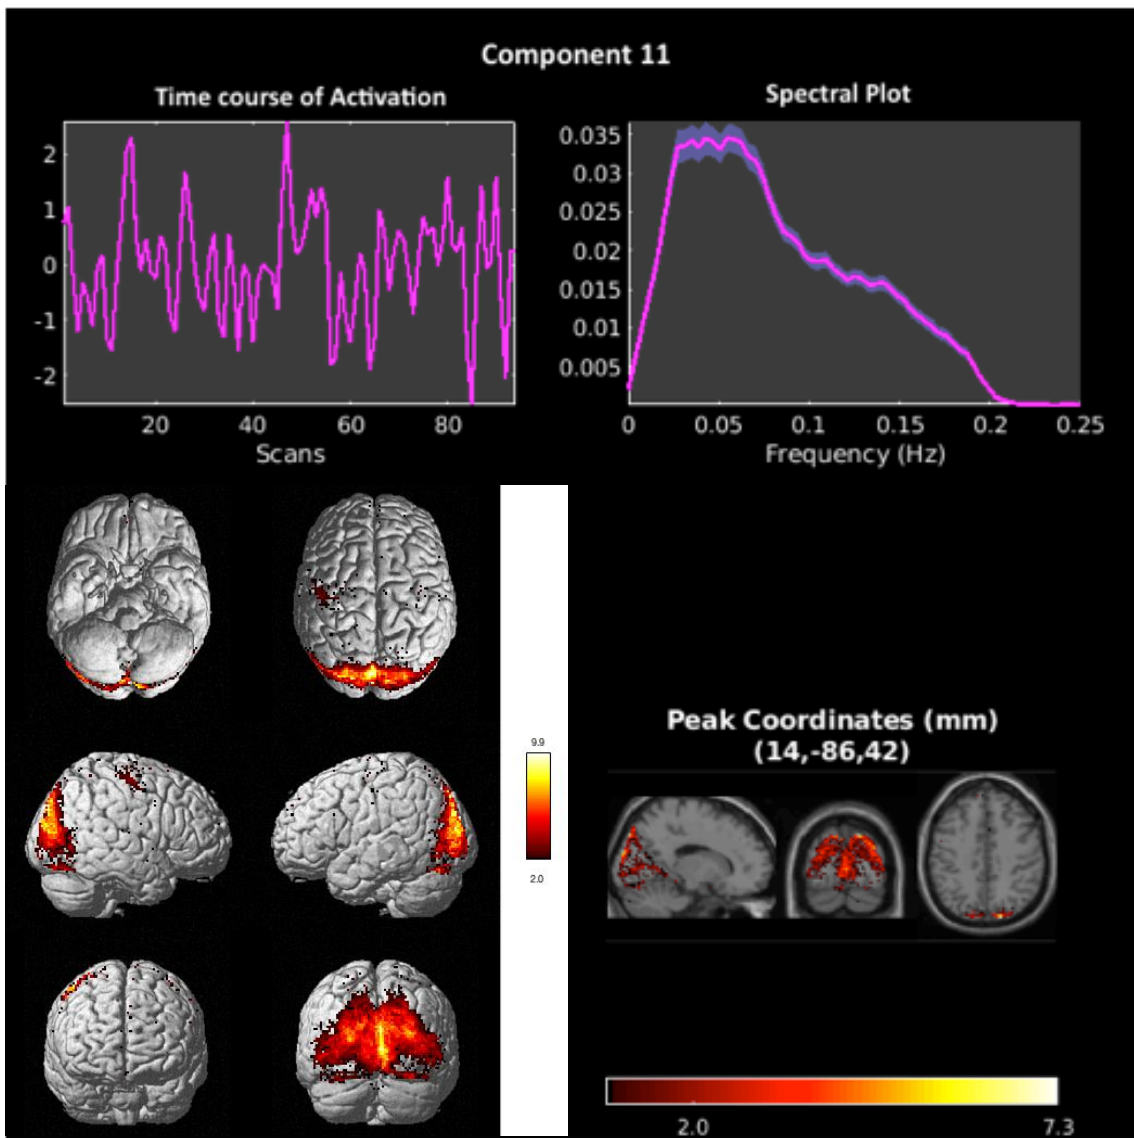 Component 11
Time course of Activation
2
1
0
-1
-2
20 40 60 80
Scans
Spectral Plot
0.035
0.03
0.025
0.02
0.015
0.01
0.005
0 0.05 0.1 0.15 0.2 0.25
Frequency (Hz)
9.9
2.0
Peak Coordinates (mm)
(14,-86,42)
2.0 7.3